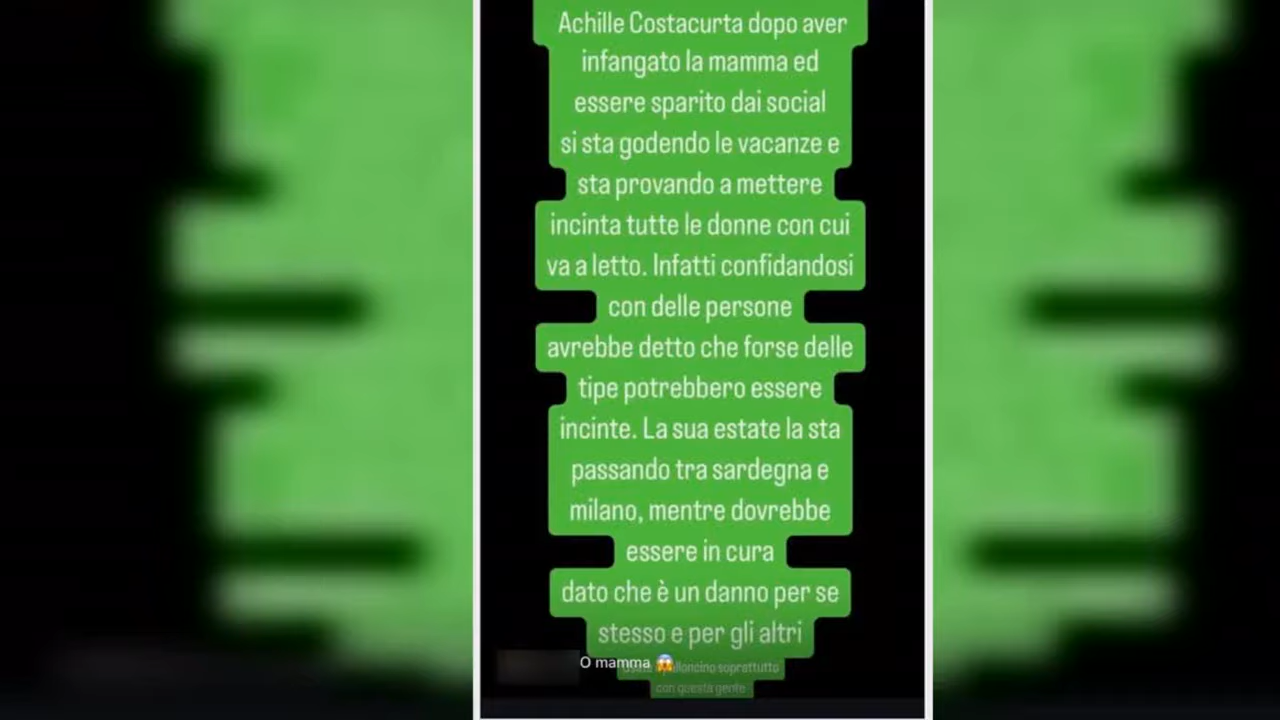 Achille Costacurta dopo aver
infangato la mamma ed
essere sparito dai social
si sta godendo le vacanze e
sta provando a mettere
incinta tutte le donne con cui
va a letto. Infatti confidandosi
con delle persone
avrebbe detto che forse delle
tipe potrebbero essere
incinte. La sua estate la sta
passando tra sardegna e
milano, mentre dovrebbe
essere in cura
dato che è un danno per se
stesso e per gli altri
O mamma 😱
soprattutto
con questa gente